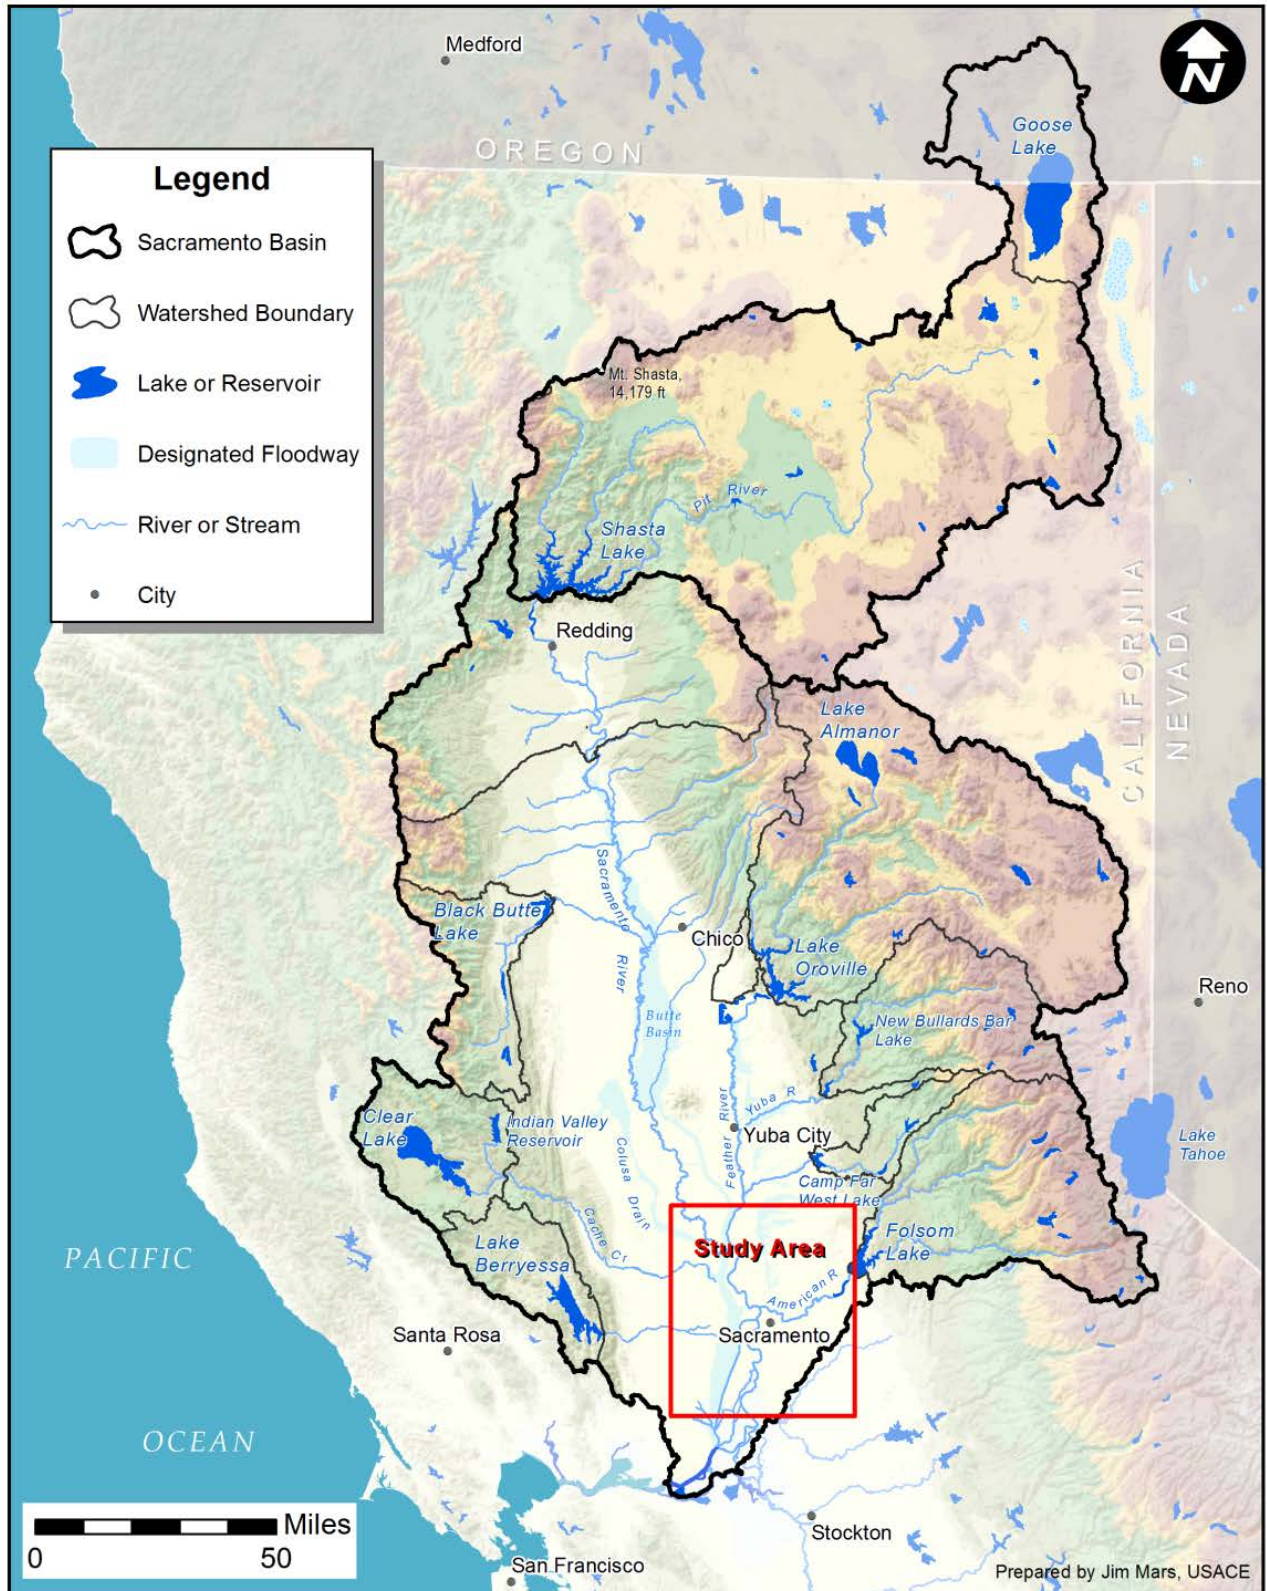 Medford
N
OREGON
Goose
Lake
Legend
Sacramento Basin
Watershed Boundary
Lake or Reservoir
Designated Floodway
River or Stream
City
Mt. Shasta,
14,179 ft
Pit River
Shasta
Lake
Redding
CALIFORNIA
NEVADA
Lake
Almanor
Sacramento
River
Black Butte
Lake
Chico
Lake
Oroville
Reno
Butte
Basin
New Bullards Bar
Lake
Feather River
Yuba R
Clear
Lake
Indian Valley
Reservoir
Yuba City
Lake
Tahoe
Colusa Drain
Camp Far
West Lake
Cache Cr
Study Area
Folsom
Lake
Lake
Berryessa
PACIFIC
American R
Santa Rosa
Sacramento
OCEAN
Miles
0 50
Stockton
San Francisco
Prepared by Jim Mars, USACE